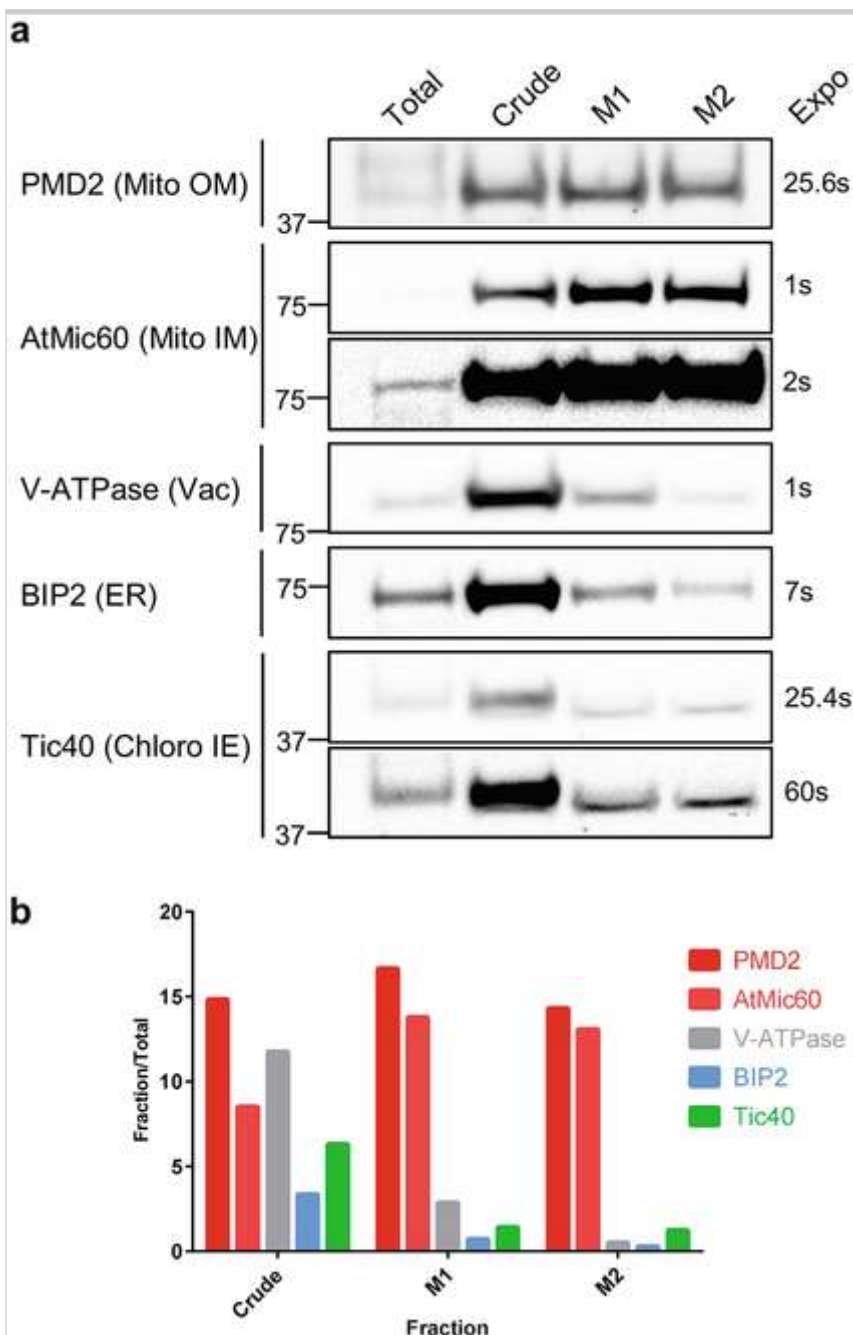 a
Total Crude M1 M2 Expo
PMD2 (Mito OM)
37
25.6s
AtMic60 (Mito IM)
75
1s
75
2s
V-ATPase (Vac)
75
1s
BIP2 (ER)
75
7s
Tic40 (Chloro IE)
37
25.4s
37
60s
b
Fraction/Total
20
15
10
5
0
Crude M1 M2
Fraction
PMD2
AtMic60
V-ATPase
BIP2
Tic40